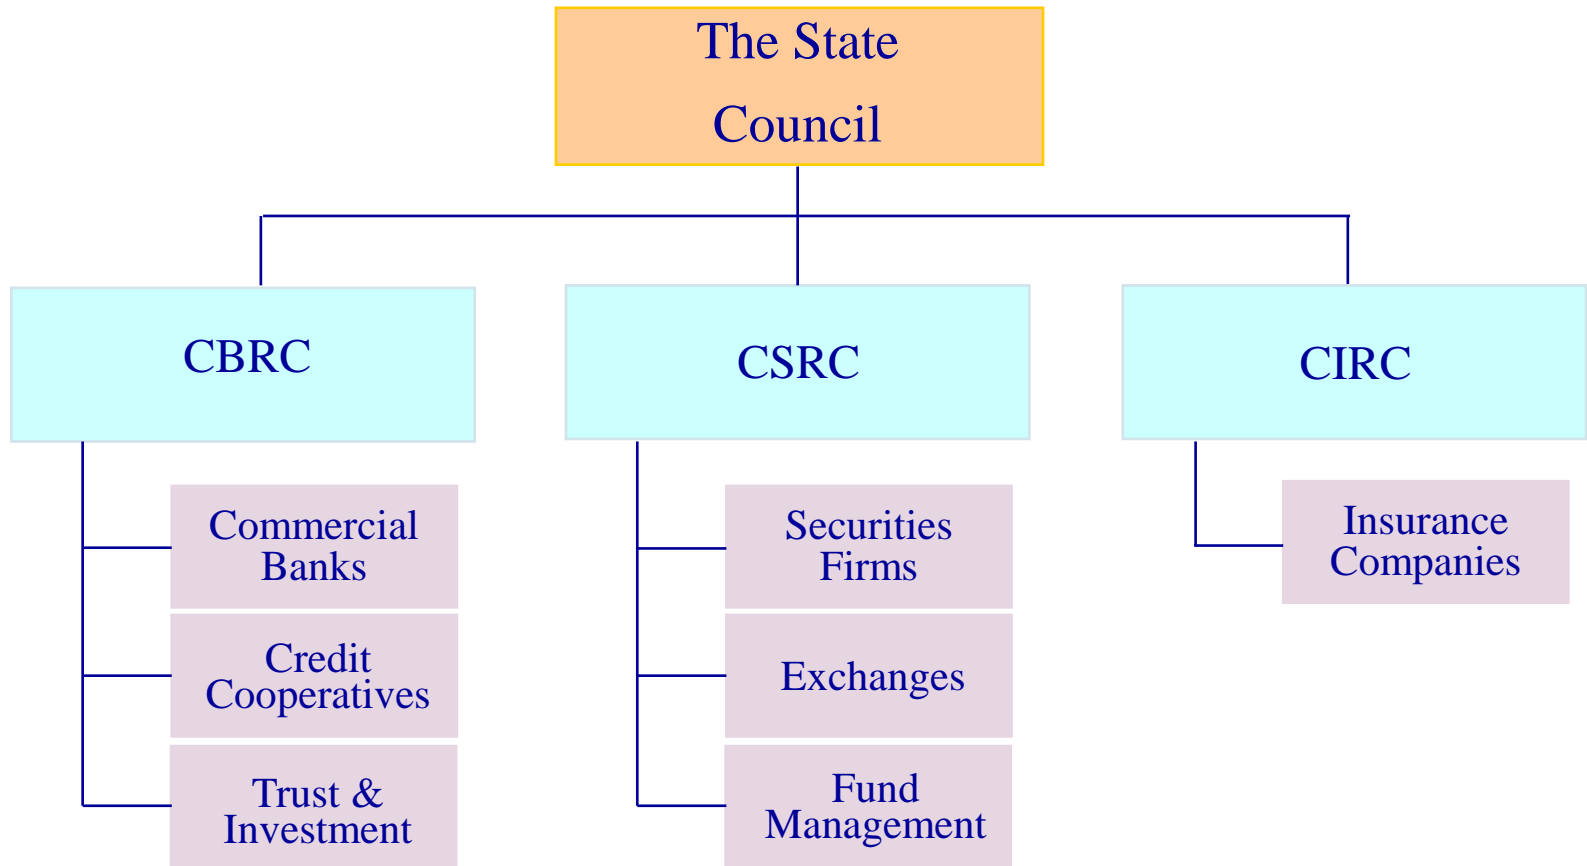 The State
Council
CBRC
CSRC
CIRC
Commercial
Banks
Credit
Cooperatives
Trust &
Investment
Securities
Firms
Exchanges
Fund
Management
Insurance
Companies